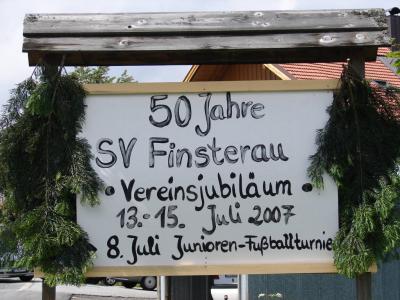 50 Jahre
SV Finsterau
Vereinsjubiläum
13.-15. Juli 2007
8. Juli Junioren-Fußballturnie